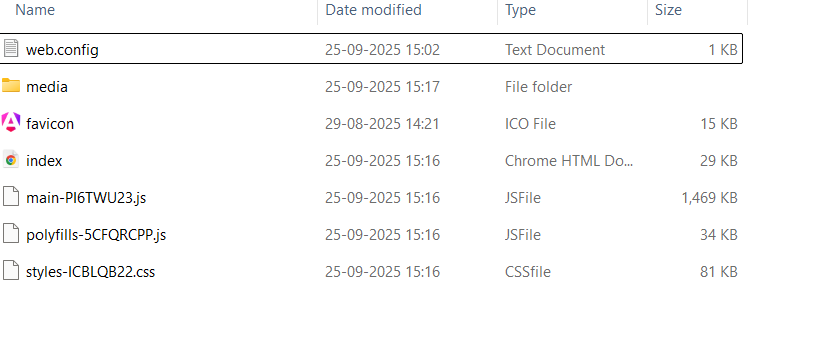 Name Date modified Type Size
web.config 25-09-2025 15:02 Text Document 1 KB
media 25-09-2025 15:17 File folder
favicon 29-08-2025 14:21 ICO File 15 KB
index 25-09-2025 15:16 Chrome HTML Do... 29 KB
main-PI6TWU23.js 25-09-2025 15:16 JSFile 1,469 KB
polyfills-5CFQRCPP.js 25-09-2025 15:16 JSFile 34 KB
styles-ICBLQB22.css 25-09-2025 15:16 CSSfile 81 KB